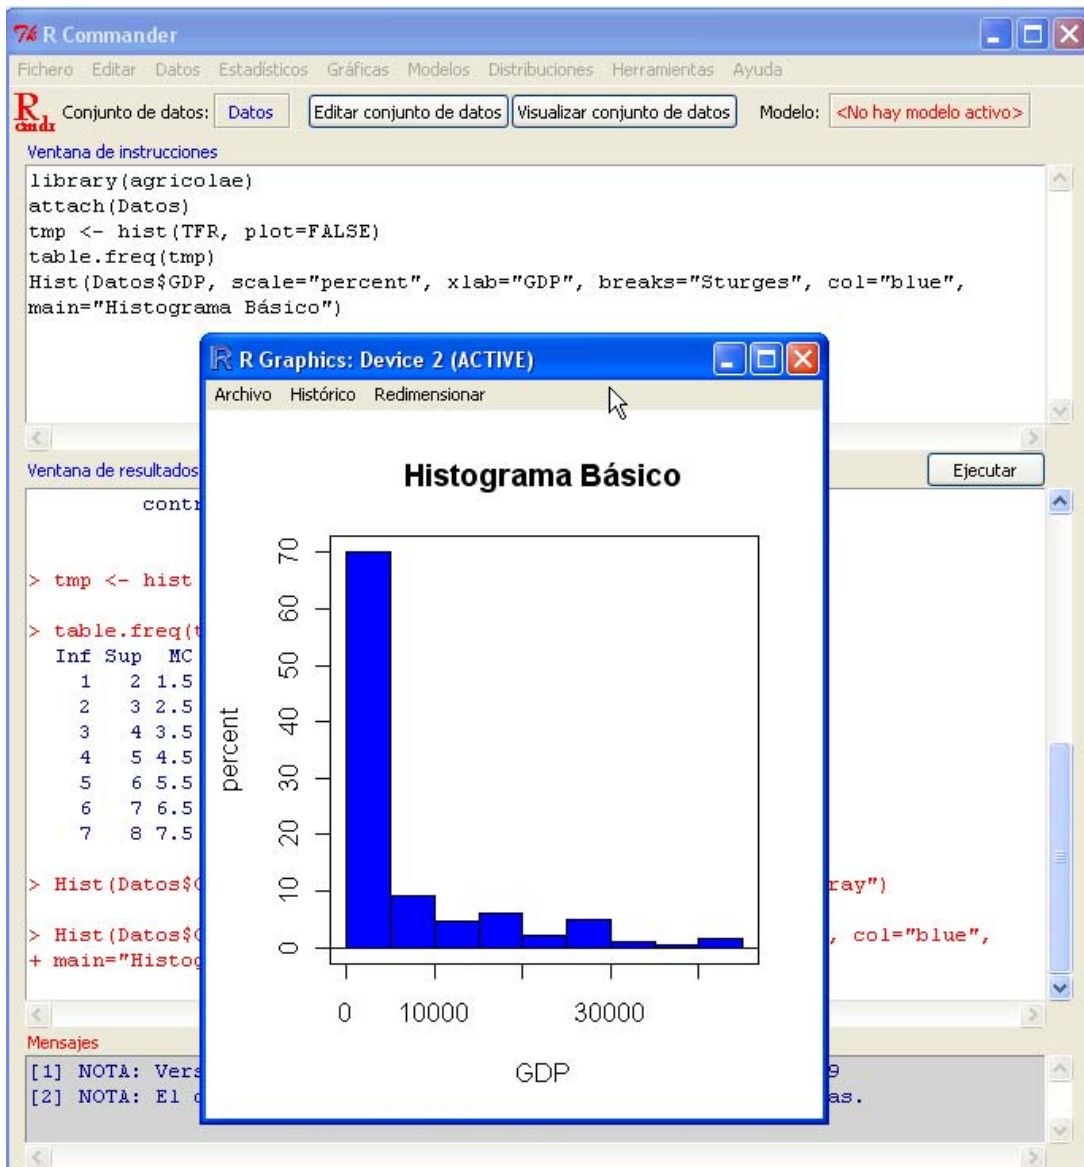 R Commander
Fichero Editar Datos Estadísticos Gráficas Modelos Distribuciones Herramientas Ayuda
R cmdr Conjunto de datos: Datos Editar conjunto de datos Visualizar conjunto de datos Modelo: <No hay modelo activo>
Ventana de instrucciones
library(agricolae)
attach(Datos)
tmp <- hist(TFR, plot=FALSE)
table.freq(tmp)
Hist(Datos$GDP, scale="percent", xlab="GDP", breaks="Sturges", col="blue",
main="Histograma Básico")
R Graphics: Device 2 (ACTIVE)
Archivo Histórico Redimensionar
Ventana de resultados
Ejecutar
Histograma Básico
contr
> tmp <- hist
> table.freq(t
Inf Sup MC
1 2 1.5
2 3 2.5
3 4 3.5
4 5 4.5
5 6 5.5
6 7 6.5
7 8 7.5
> Hist(Datos$G
ray")
> Hist(Datos$G
, col="blue",
+ main="Histog
percent
70
60
50
40
30
20
10
0
0 10000 30000
GDP
Mensajes
[1] NOTA: Vers
9
[2] NOTA: El
as.